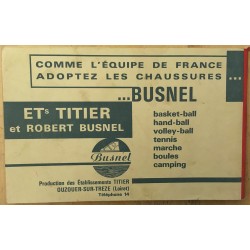 COMME L'ÉQUIPE DE FRANCE
ADOPTEZ LES CHAUSSURES ...
...BUSNEL
ETs TITIER
et ROBERT BUSNEL
basket-ball
hand-ball
volley-ball
tennis
marche
boules
camping
Busnel
Production des Établissements TITIER
OUZOUER-SUR-TREZE (Loiret)
Téléphone 14